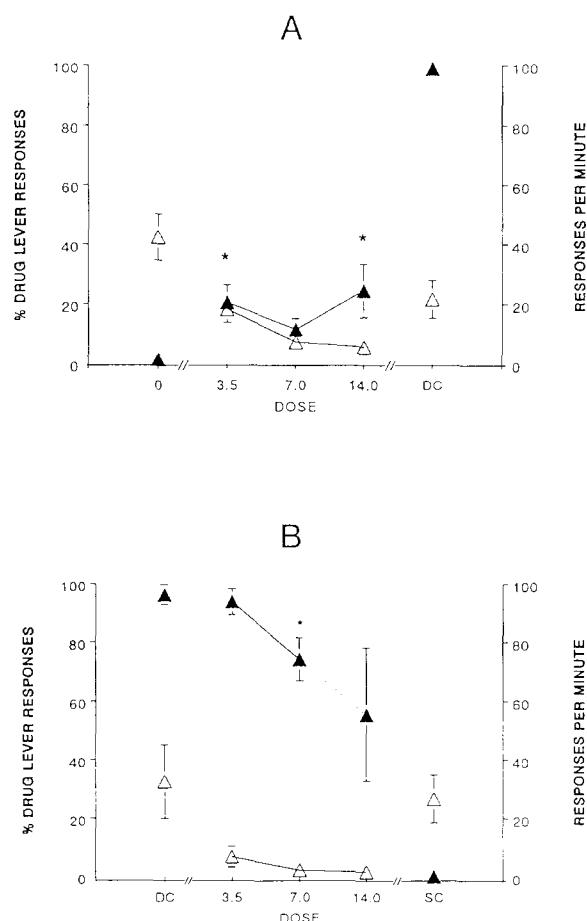 A
% DRUG LEVER RESPONSES
100
80
60
40
20
0
*
*
100
80
60
40
20
0
RESPONSES PER MINUTE
0 3.5 7.0 14.0 DC
DOSE
B
% DRUG LEVER RESPONSES
100
80
60
40
20
0
*
100
80
60
40
20
0
RESPONSES PER MINUTE
DC 3.5 7.0 14.0 SC
DOSE